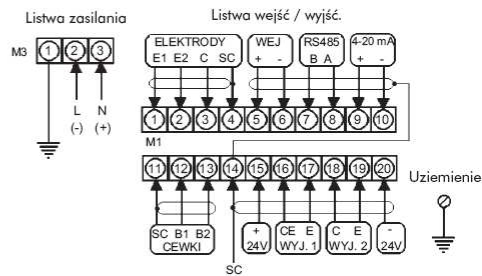 Listwa zasilania
Listwa wejść / wyjść.
M3
1 2 3
L N
(-) (+)
ELEKTRODY
E1 E2 C SC
WEJ
+ -
RS485
B A
4-20 mA
+ -
1 2 3 4 5 6 7 8 9 10
M1
11 12 13 14 15 16 17 18 19 20
SC B1 B2
CEWKI
SC
+
24V
CE E
WYJ. 1
C E
WYJ. 2
-
24V
Uziemienie